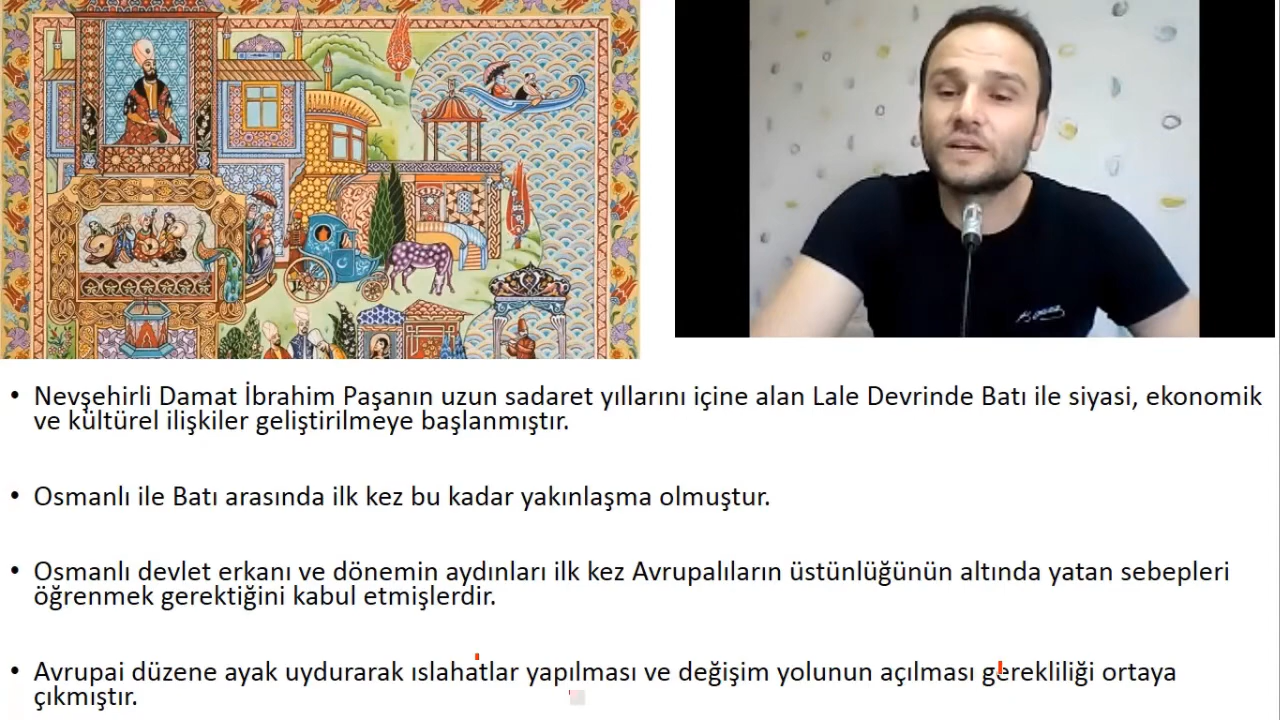 • Nevşehirli Damat İbrahim Paşanın uzun sadaret yıllarını içine alan Lale Devrinde Batı ile siyasi, ekonomik
ve kültürel ilişkiler geliştirilmeye başlanmıştır.
• Osmanlı ile Batı arasında ilk kez bu kadar yakınlaşma olmuştur.
• Osmanlı devlet erkanı ve dönemin aydınları ilk kez Avrupalıların üstünlüğünün altında yatan sebepleri
öğrenmek gerektiğini kabul etmişlerdir.
• Avrupai düzene ayak uydurarak ıslahatlar yapılması ve değişim yolunun açılması gerekliliği ortaya
çıkmıştır.